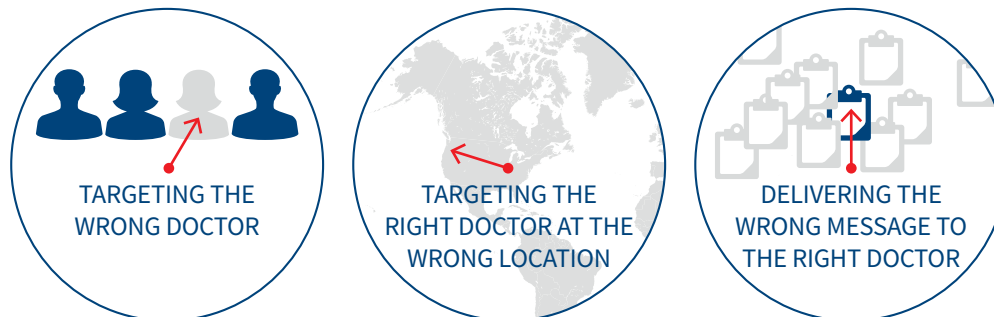 TARGETING THE
WRONG DOCTOR
TARGETING THE
RIGHT DOCTOR AT THE
WRONG LOCATION
DELIVERING THE
WRONG MESSAGE TO
THE RIGHT DOCTOR